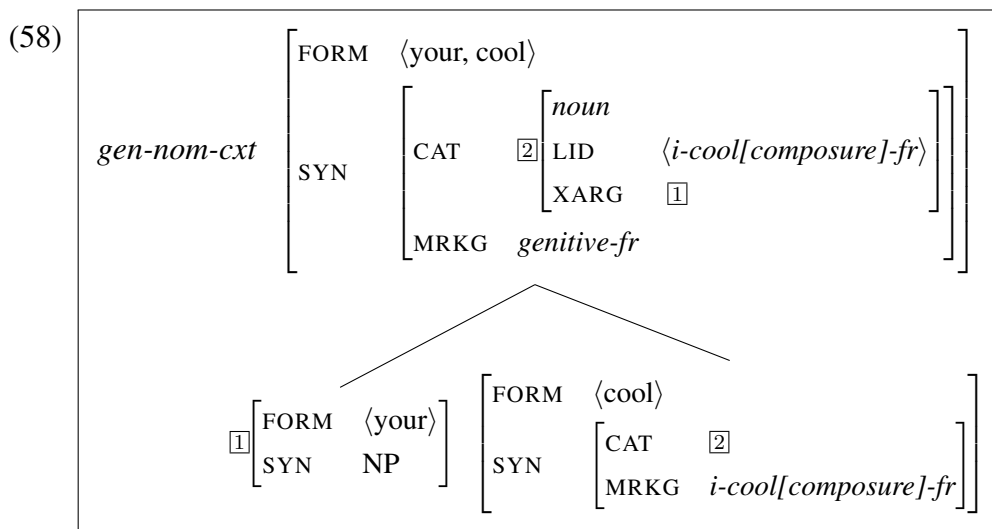 (58)
FORM ⟨your, cool⟩
noun
gen-nom-cxt CAT 2 LID ⟨i-cool[composure]-fr⟩
SYN
XARG 1
MRKG genitive-fr
FORM ⟨your⟩
1
SYN NP
FORM ⟨cool⟩
CAT 2
SYN
MRKG i-cool[composure]-fr